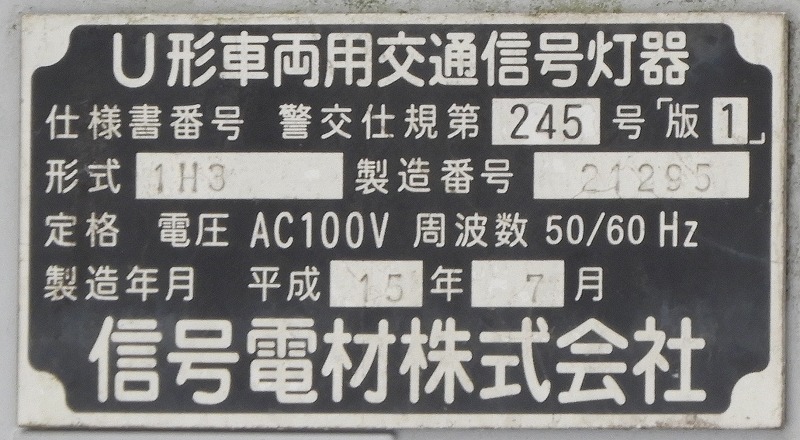 U形車両用交通信号灯器
仕様書番号 警交仕規第 245 号「版 1」
形式 1H3 製造番号 21295
定格 電圧 AC100V 周波数 50/60 Hz
製造年月 平成 15 年 7 月
信号電材株式会社